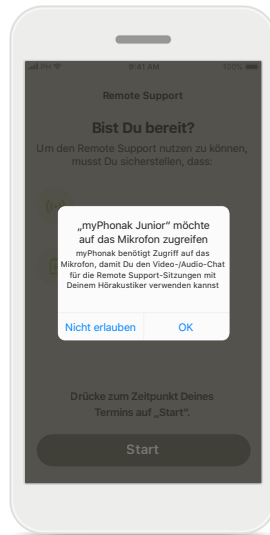 PH
9:41 AM
100%
Remote Support
Bist Du bereit?
Um den Remote Support nutzen zu können,
musst Du sicherstellen, dass:
„myPhonak Junior“ möchte
auf das Mikrofon zugreifen
myPhonak benötigt Zugriff auf das
Mikrofon, damit Du den Video-/Audio-Chat
für die Remote Support-Sitzungen mit
Deinem Hörakustiker verwenden kannst
Nicht erlauben
OK
Drücke zum Zeitpunkt Deines
Termins auf „Start“.
Start